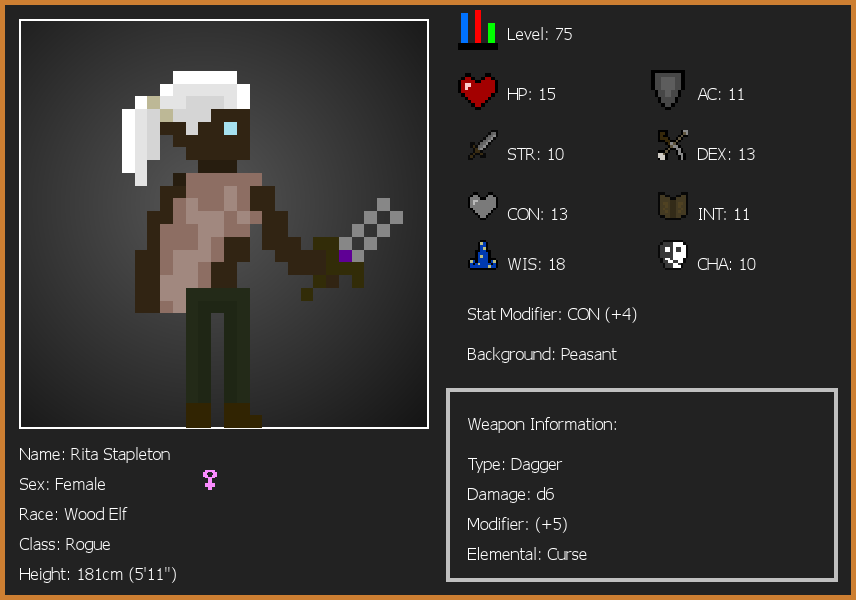 Level: 75
HP: 15
AC: 11
STR: 10
DEX: 13
CON: 13
INT: 11
WIS: 18
CHA: 10
Stat Modifier: CON (+4)
Background: Peasant
Weapon Information:
Type: Dagger
Damage: d6
Modifier: (+5)
Elemental: Curse
Name: Rita Stapleton
Sex: Female
Race: Wood Elf
Class: Rogue
Height: 181cm (5'11")